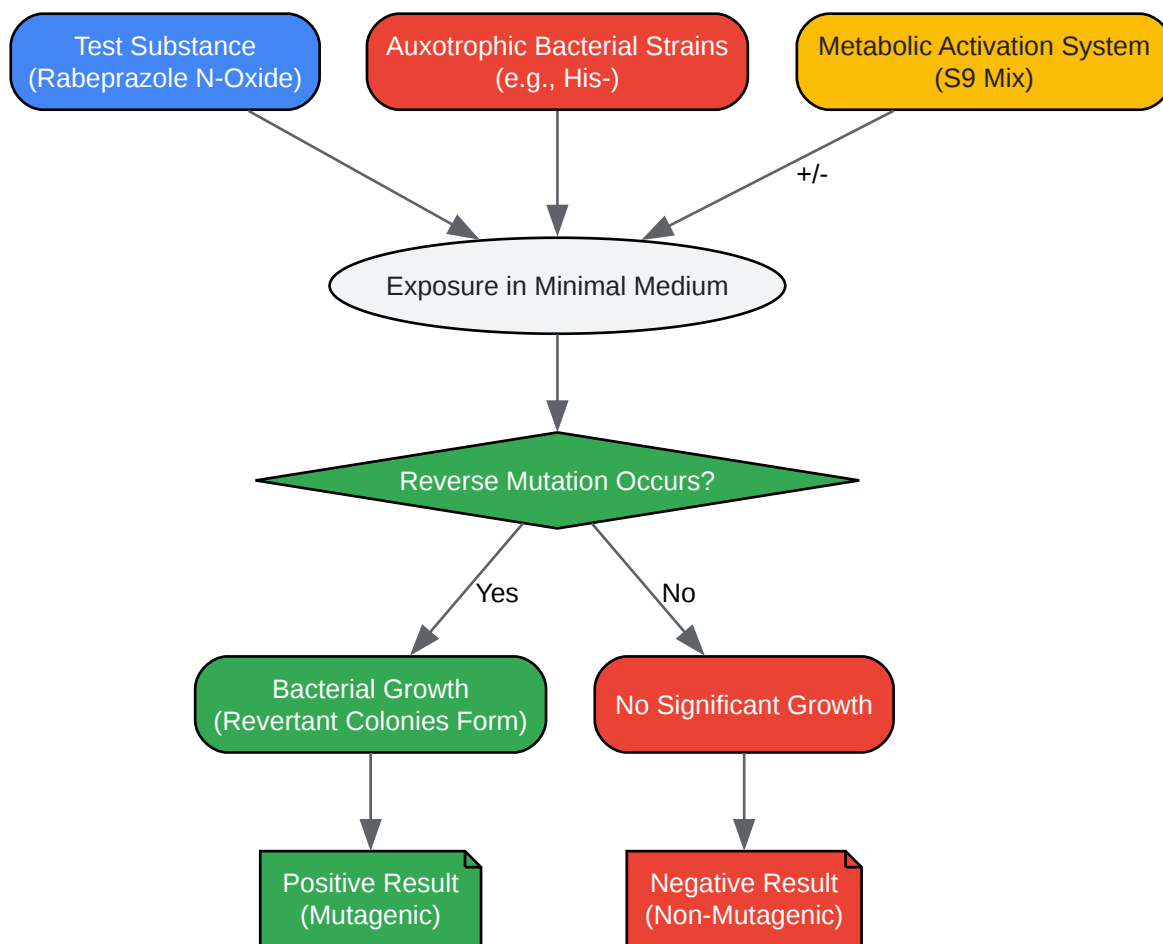 Test Substance
(Rabeprazole N-Oxide)
Auxotrophic Bacterial Strains
(e.g., His-)
Metabolic Activation System
(S9 Mix)
+/-
Exposure in Minimal Medium
Reverse Mutation Occurs?
Yes
No
Bacterial Growth
(Revertant Colonies Form)
No Significant Growth
Positive Result
(Mutagenic)
Negative Result
(Non-Mutagenic)